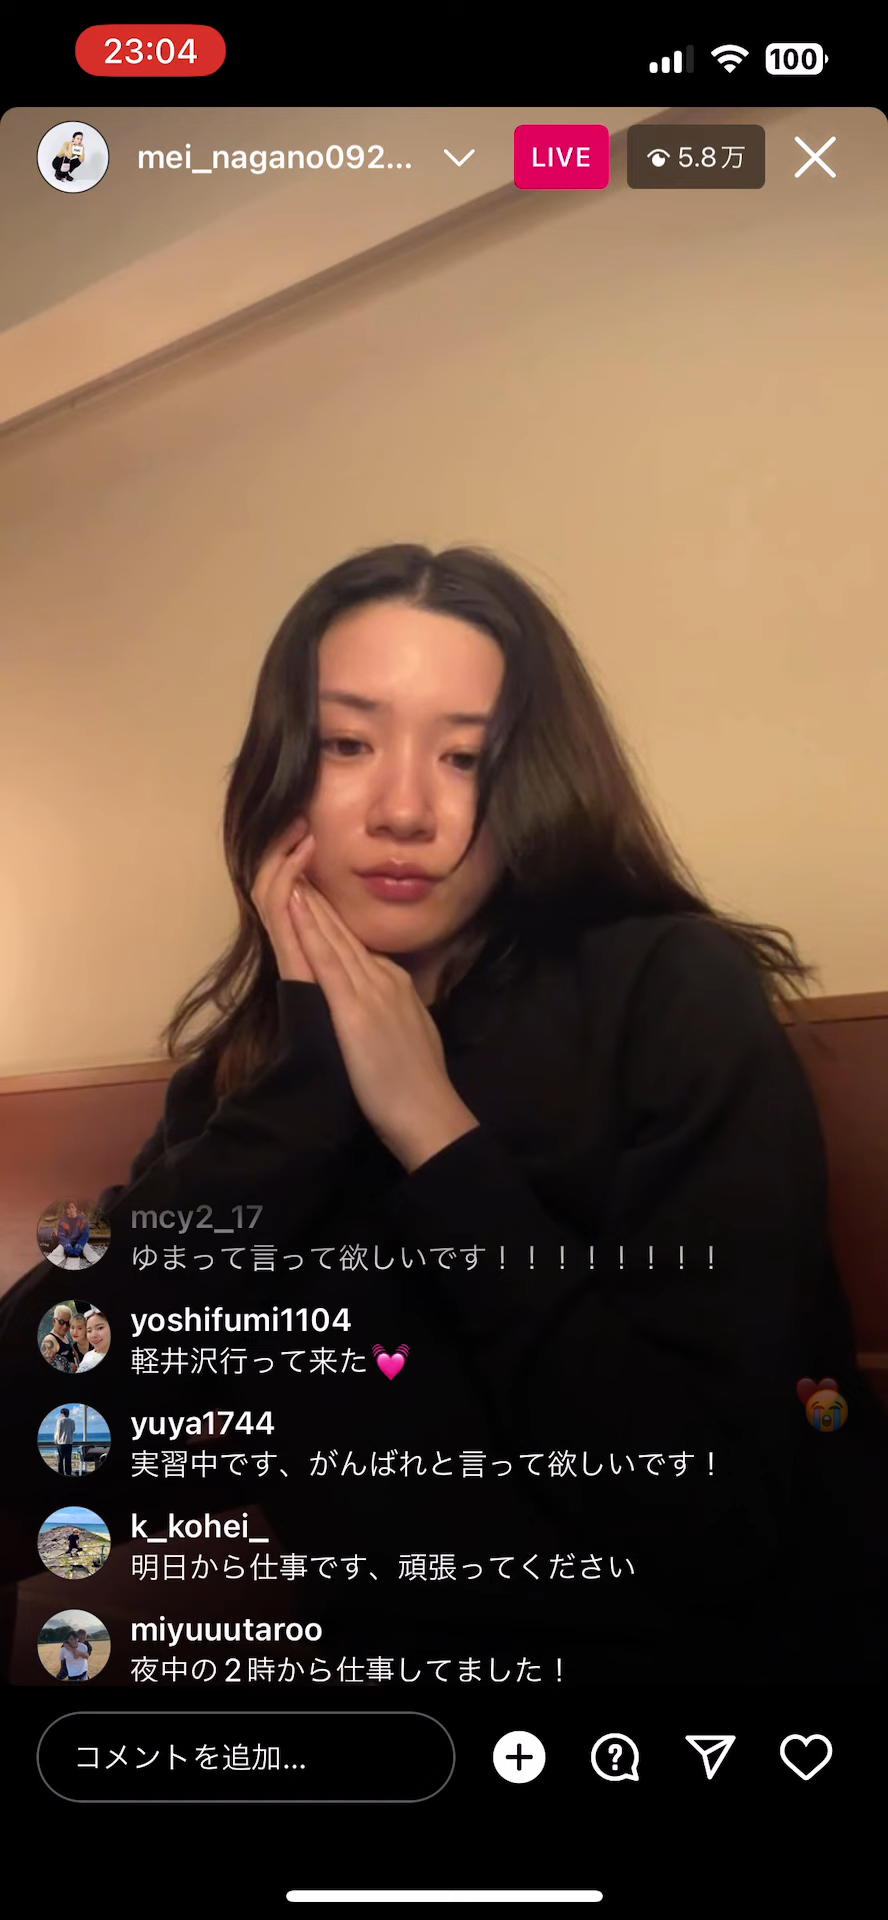 23:04
100
mei_nagano092...
LIVE
5.8万
mcy2_17
ゆまって言って欲しいです！！！！！！！！
yoshifumi1104
軽井沢行って来た💓
yuya1744
実習中です、がんばれと言って欲しいです！
k_kohei_
明日から仕事です、頑張ってください
miyuuutaroo
夜中の2時から仕事してました！
コメントを追加...